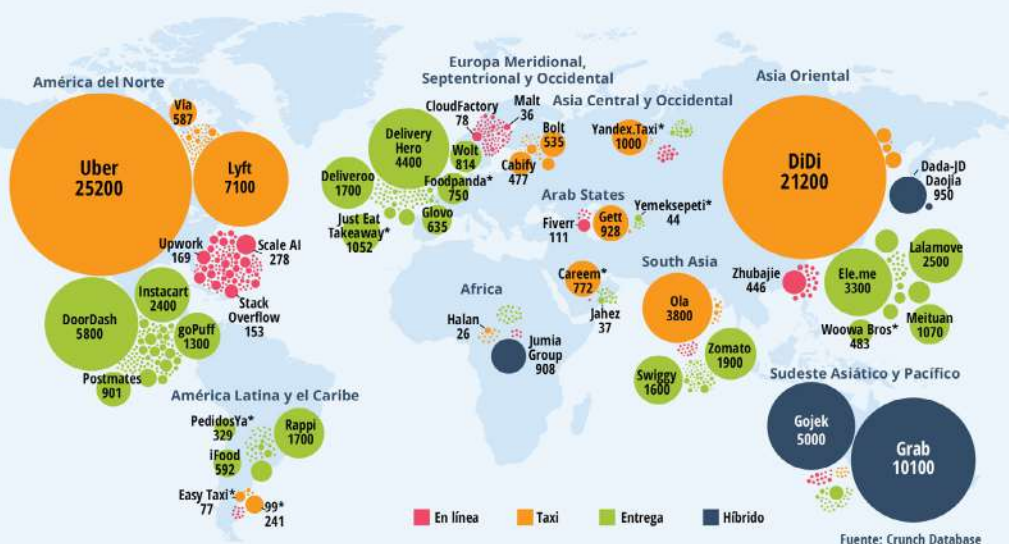 América del Norte
Vla
587
Uber
25200
Lyft
7100
Upwork
169
Scale AI
278
Stack
Overflow
153
Instacart
2400
DoorDash
5800
goPuff
1300
Postmates
901
América Latina y el Caribe
PedidosYa*
329
Rappi
1700
iFood
592
Easy Taxi*
77
99*
241
Europa Meridional,
Septentrional y Occidental
CloudFactory
78
Malt
36
Delivery
Hero
4400
Wolt
814
Bolt
535
Cabify
477
Deliveroo
1700
Foodpanda*
750
Just Eat
Takeaway*
1052
Glovo
635
Asia Central y Occidental
Yandex.Taxi*
1000
Arab States
Fiverr
111
Gett
928
Yemeksepeti*
44
Careem*
772
Jahez
37
Africa
Halan
26
Jumia
Group
908
South Asia
Ola
3800
Swiggy
1600
Zomato
1900
Asia Oriental
DiDi
21200
Dada-JD
Daojia
950
Zhubajie
446
Ele.me
3300
Lalamove
2500
Meituan
1070
Woowa Bros*
483
Sudeste Asiático y Pacífico
Gojek
5000
Grab
10100
En línea
Taxi
Entrega
Híbrido
Fuente: Crunch Database